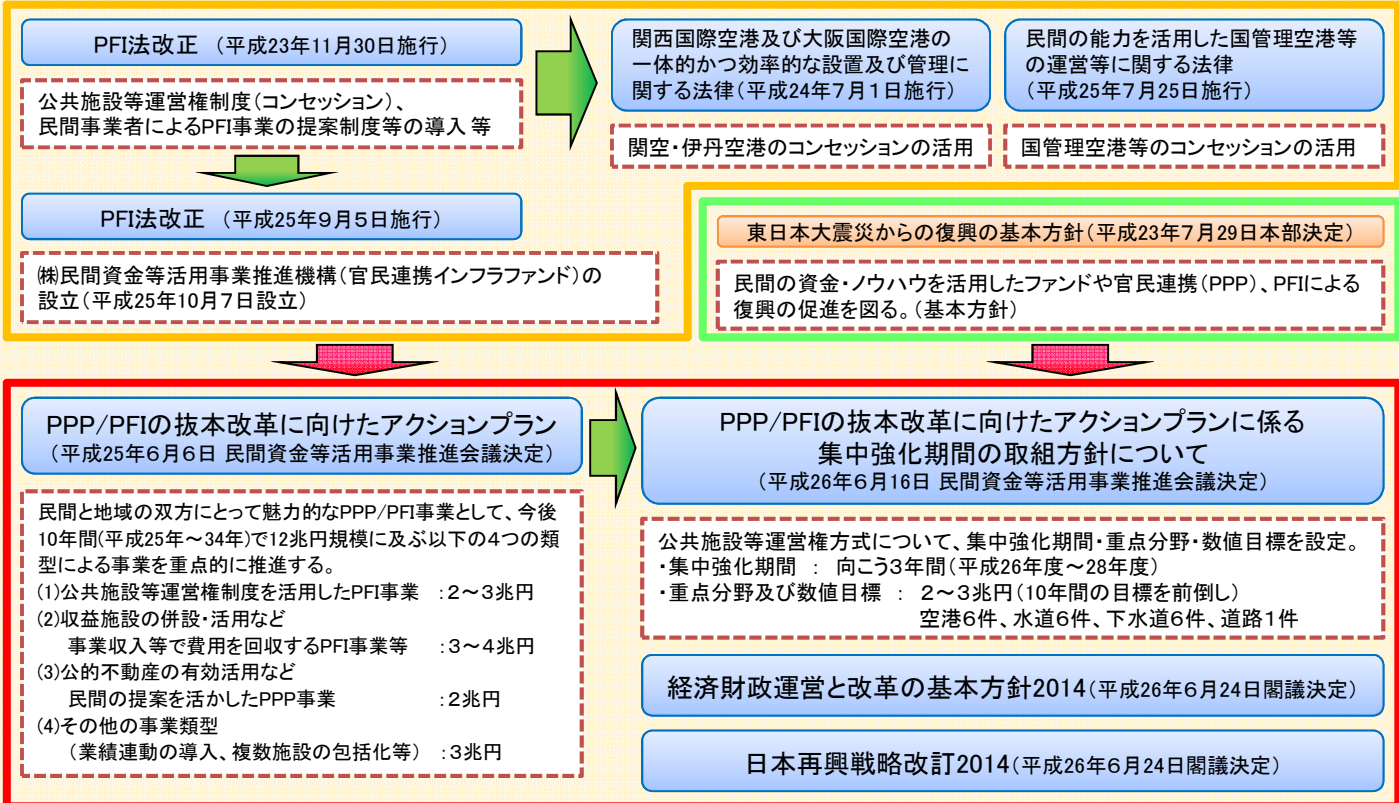 PFI法改正 (平成23年11月30日施行)
公共施設等運営権制度(コンセッション)、
民間事業者によるPFI事業の提案制度等の導入 等
関西国際空港及び大阪国際空港の
一体的かつ効率的な設置及び管理に
関する法律(平成24年7月1日施行)
関空・伊丹空港のコンセッションの活用
民間の能力を活用した国管理空港等
の運営等に関する法律
(平成25年7月25日施行)
国管理空港等のコンセッションの活用
PFI法改正 (平成25年9月5日施行)
㈱民間資金等活用事業推進機構(官民連携インフラファンド)の
設立(平成25年10月7日設立)
東日本大震災からの復興の基本方針(平成23年7月29日本部決定)
民間の資金・ノウハウを活用したファンドや官民連携(PPP)、PFIによる
復興の促進を図る。(基本方針)
PPP/PFIの抜本改革に向けたアクションプラン
(平成25年6月6日 民間資金等活用事業推進会議決定)
民間と地域の双方にとって魅力的なPPP/PFI事業として、今後
10年間(平成25年～34年)で12兆円規模に及ぶ以下の4つの類
型による事業を重点的に推進する。
(1)公共施設等運営権制度を活用したPFI事業 :2～3兆円
(2)収益施設の併設・活用など
事業収入等で費用を回収するPFI事業等 :3～4兆円
(3)公的不動産の有効活用など
民間の提案を活かしたPPP事業 :2兆円
(4)その他の事業類型
(業績連動の導入、複数施設の包括化等) :3兆円
PPP/PFIの抜本改革に向けたアクションプランに係る
集中強化期間の取組方針について
(平成26年6月16日 民間資金等活用事業推進会議決定)
公共施設等運営権方式について、集中強化期間・重点分野・数値目標を設定。
・集中強化期間 : 向こう3年間(平成26年度～28年度)
・重点分野及び数値目標 : 2～3兆円(10年間の目標を前倒し)
空港6件、水道6件、下水道6件、道路1件
経済財政運営と改革の基本方針2014(平成26年6月24日閣議決定)
日本再興戦略改訂2014(平成26年6月24日閣議決定)